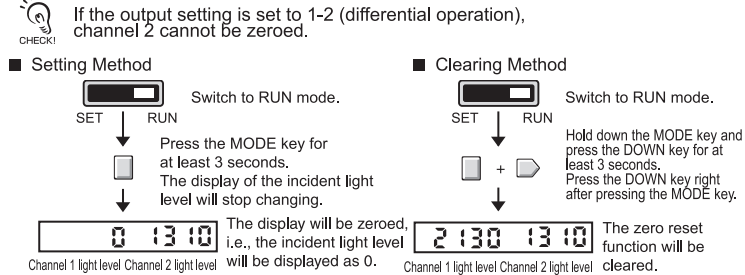 CHECK!
If the output setting is set to 1-2 (differential operation),
channel 2 cannot be zeroed.
■ Setting Method
SET RUN
Switch to RUN mode.
Press the MODE key for
at least 3 seconds.
The display of the incident light
level will stop changing.
0 1310
Channel 1 light level Channel 2 light level
The display will be zeroed,
i.e., the incident light level
will be displayed as 0.
■ Clearing Method
SET RUN
Switch to RUN mode.
+
Hold down the MODE key and
press the DOWN key for at
least 3 seconds.
Press the DOWN key right
after pressing the MODE key.
2130 1310
Channel 1 light level Channel 2 light level
The zero reset
function will be
cleared.